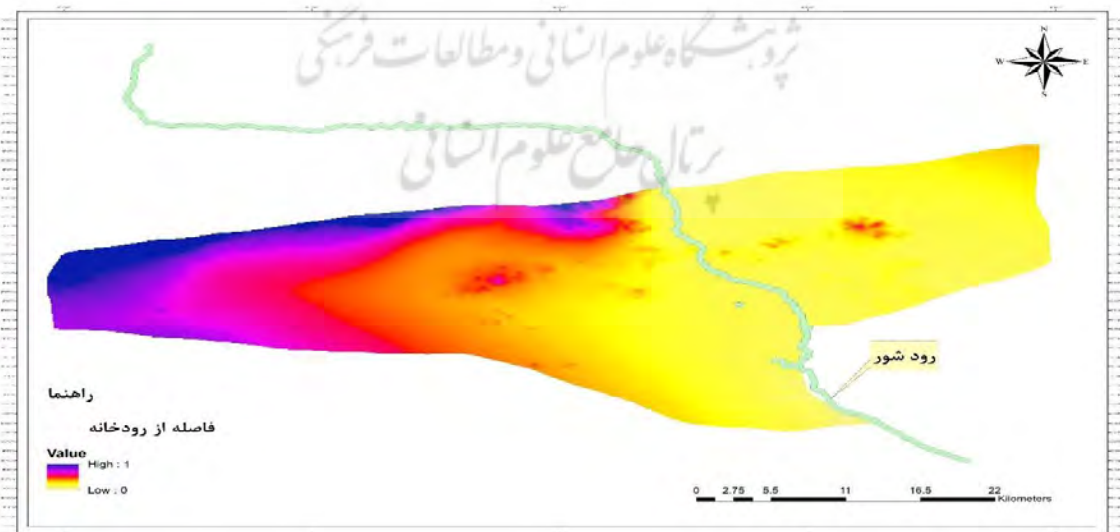 پژوهشگاه علوم انسانی و مطالعات فرهنگی
پرتال جامع علوم انسانی
N
W
E
S
رود شور
راهنما
فاصله از رودخانه
Value
High : 1
Low : 0
0 2.75 5.5 11 16.5 22
Kilometers